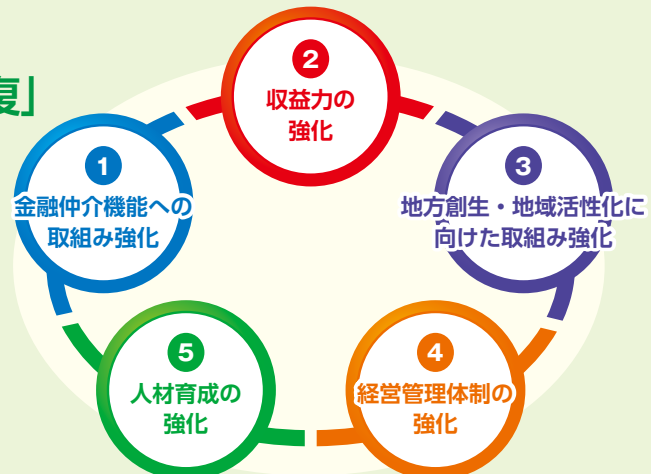 復」
1
金融仲介機能への
取組み強化
2
収益力の
強化
3
地方創生・地域活性化に
向けた取組み強化
4
経営管理体制の
強化
5
人材育成の
強化